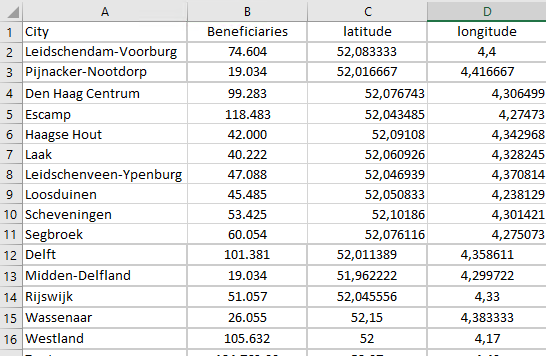 A B C D
1 City Beneficiaries latitude longitude
2 Leidschendam-Voorburg 74.604 52,083333 4,4
3 Pijnacker-Nootdorp 19.034 52,016667 4,416667
4 Den Haag Centrum 99.283 52,076743 4,306499
5 Escamp 118.483 52,043485 4,27473
6 Haagse Hout 42.000 52,09108 4,342968
7 Laak 40.222 52,060926 4,328245
8 Leidschenveen-Ypenburg 47.088 52,046939 4,370814
9 Loosduinen 45.485 52,050833 4,238129
10 Scheveningen 53.425 52,10186 4,301421
11 Segbroek 60.054 52,076116 4,275073
12 Delft 101.381 52,011389 4,358611
13 Midden-Delfland 19.034 51,962222 4,299722
14 Rijswijk 51.057 52,045556 4,33
15 Wassenaar 26.055 52,15 4,383333
16 Westland 105.632 52 4,17